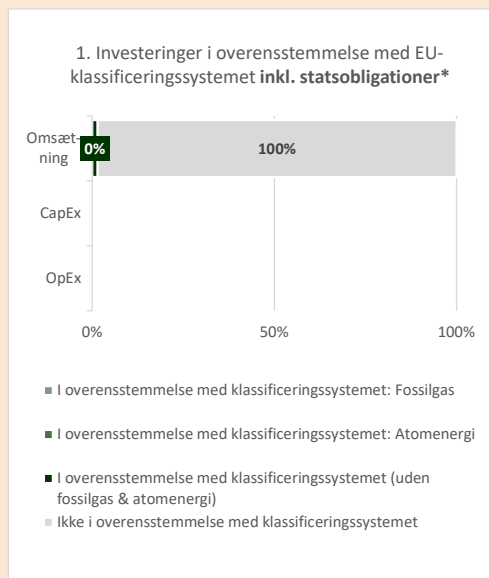 1. Investeringer i overensstemmelse med EU-
klassificeringssystemet inkl. statsobligationer*
Omsæt-
ning
0%
100%
CapEx
OpEx
0%
50%
100%
I overensstemmelse med klassificeringssystemet: Fossilgas
I overensstemmelse med klassificeringssystemet: Atomenergi
I overensstemmelse med klassificeringssystemet (uden
fossilgas & atomenergi)
Ikke i overensstemmelse med klassificeringssystemet